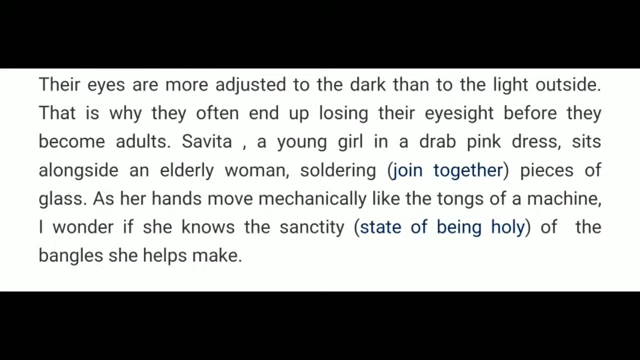 Their eyes are more adjusted to the dark than to the light outside.
That is why they often end up losing their eyesight before they
become adults. Savita , a young girl in a drab pink dress, sits
alongside an elderly woman, soldering (join together) pieces of
glass. As her hands move mechanically like the tongs of a machine,
I wonder if she knows the sanctity (state of being holy) of  the
bangles she helps make.